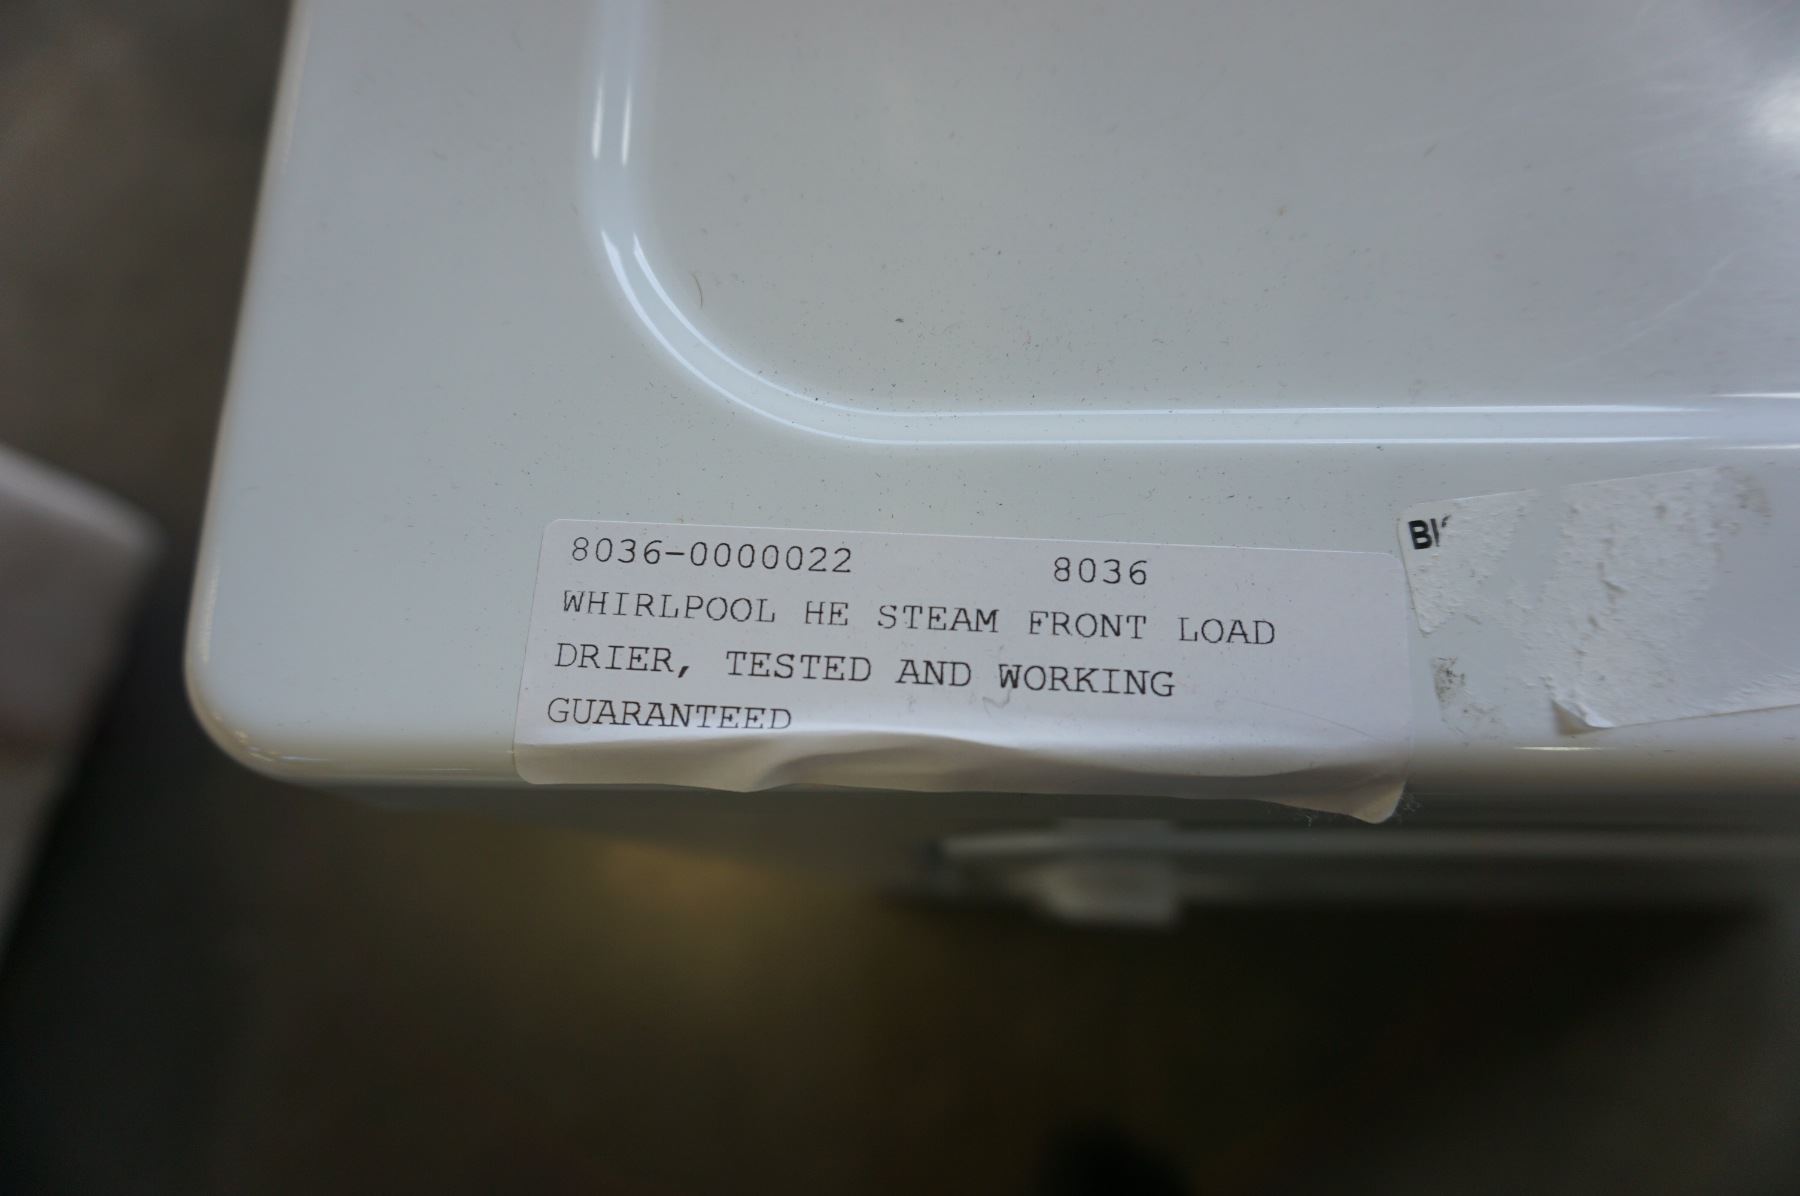 8036-0000022 8036
WHIRLPOOL HE STEAM FRONT LOAD
DRIER, TESTED AND WORKING
GUARANTEED